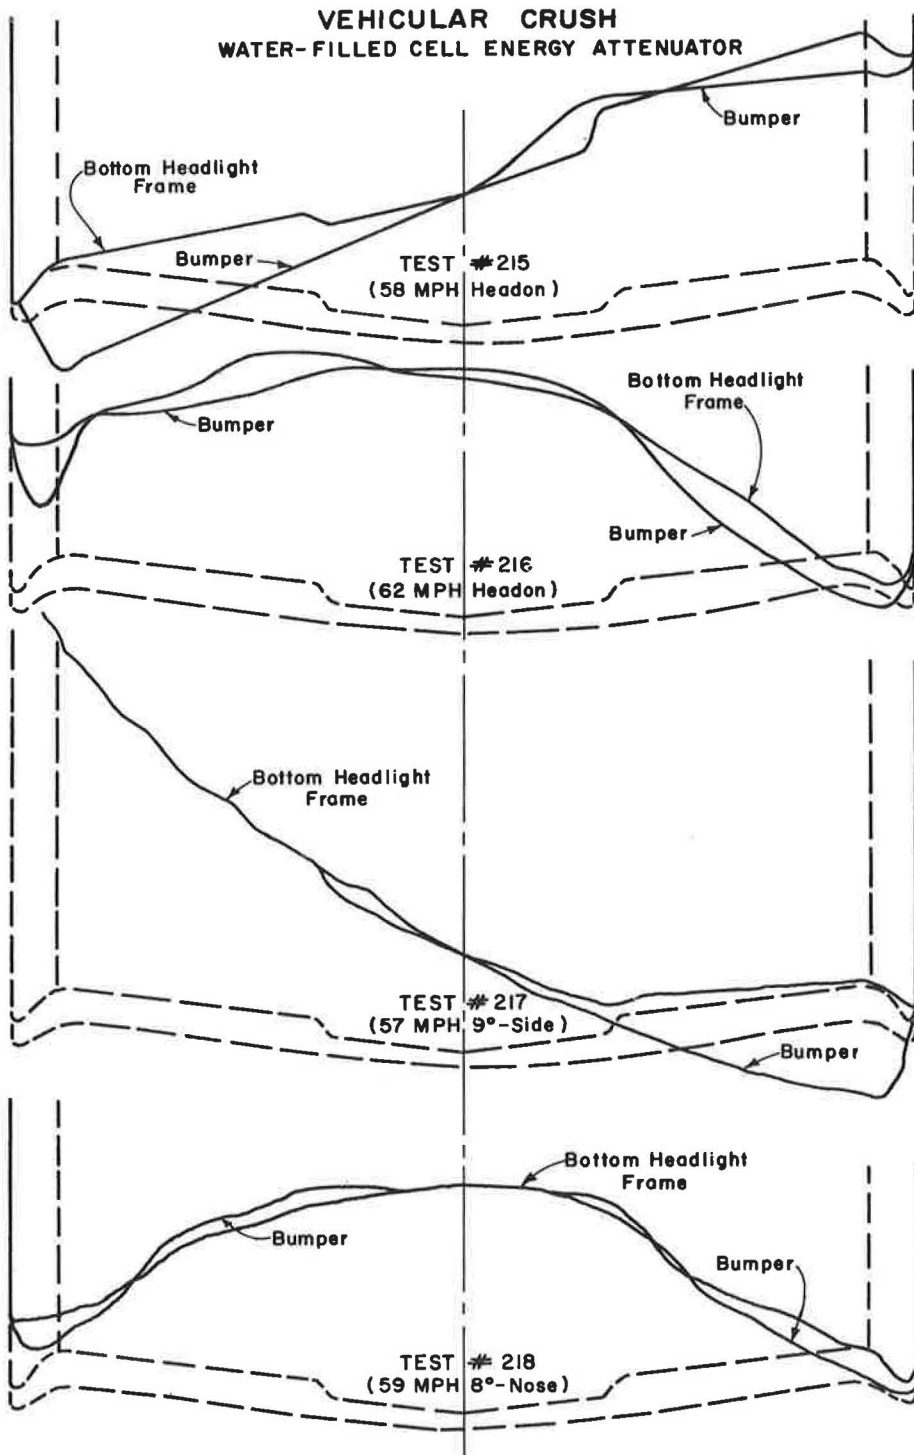 VEHICULAR CRUSH
WATER-FILLED CELL ENERGY ATTENUATOR
Bumper
Bottom Headlight
Frame
Bumper
TEST #215
(58 MPH Headon)
Bottom Headlight
Frame
Bumper
Bumper
TEST #216
(62 MPH Headon)
Bottom Headlight
Frame
TEST #217
(57 MPH 9°-Side)
Bumper
Bottom Headlight
Frame
Bumper
Bumper
TEST #218
(59 MPH 8°-Nose)